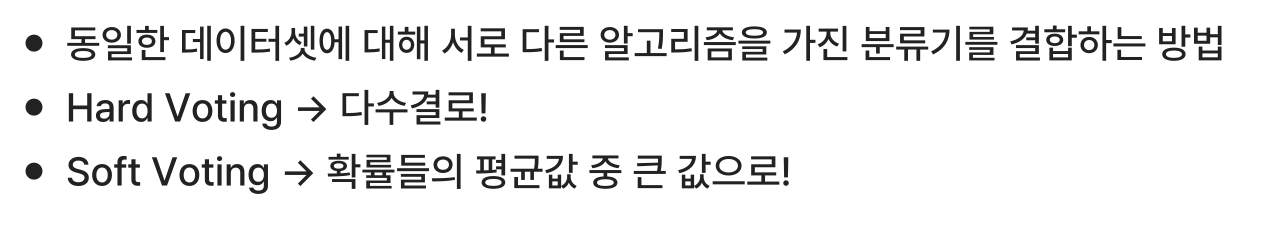 • 동일한 데이터셋에 대해 서로 다른 알고리즘을 가진 분류기를 결합하는 방법
• Hard Voting → 다수결로!
• Soft Voting → 확률들의 평균값 중 큰 값으로!